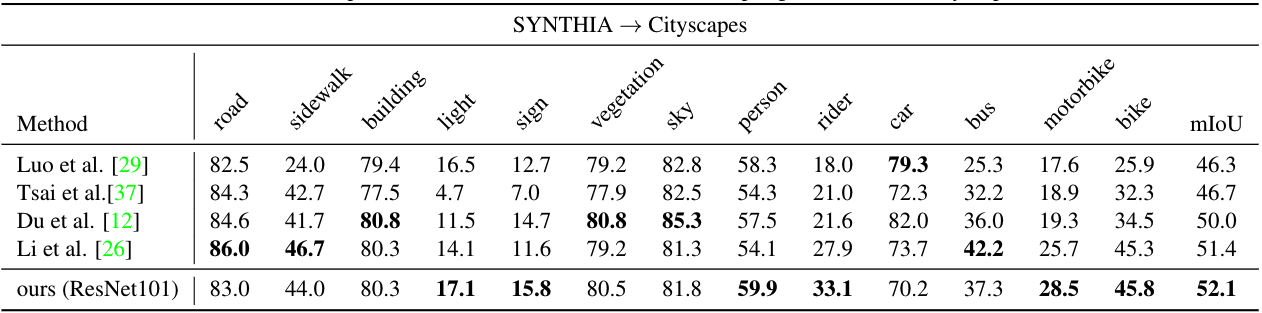 SYNTHIA → Cityscapes
Method road sidewalk building light sign vegetation sky person rider car bus motorbike bike mIoU
Luo et al. [29] 82.5 24.0 79.4 16.5 12.7 79.2 82.8 58.3 18.0 79.3 25.3 17.6 25.9 46.3
Tsai et al.[37] 84.3 42.7 77.5 4.7 7.0 77.9 82.5 54.3 21.0 72.3 32.2 18.9 32.3 46.7
Du et al. [12] 84.6 41.7 80.8 11.5 14.7 80.8 85.3 57.5 21.6 82.0 36.0 19.3 34.5 50.0
Li et al. [26] 86.0 46.7 80.3 14.1 11.6 79.2 81.3 54.1 27.9 73.7 42.2 25.7 45.3 51.4
ours (ResNet101) 83.0 44.0 80.3 17.1 15.8 80.5 81.8 59.9 33.1 70.2 37.3 28.5 45.8 52.1